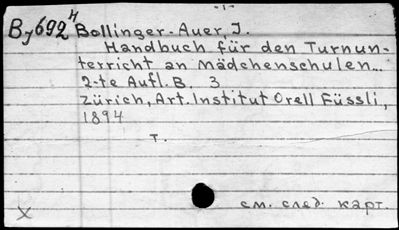 Bj692 H Bollinger-Auer, J.
Handbuch für den Turnun-
terricht an Mädchenschulen...
2-te Aufl. B. 3
Zürich, Art. Institut Orell Füssli,
1894
T.
X см. след. карт.